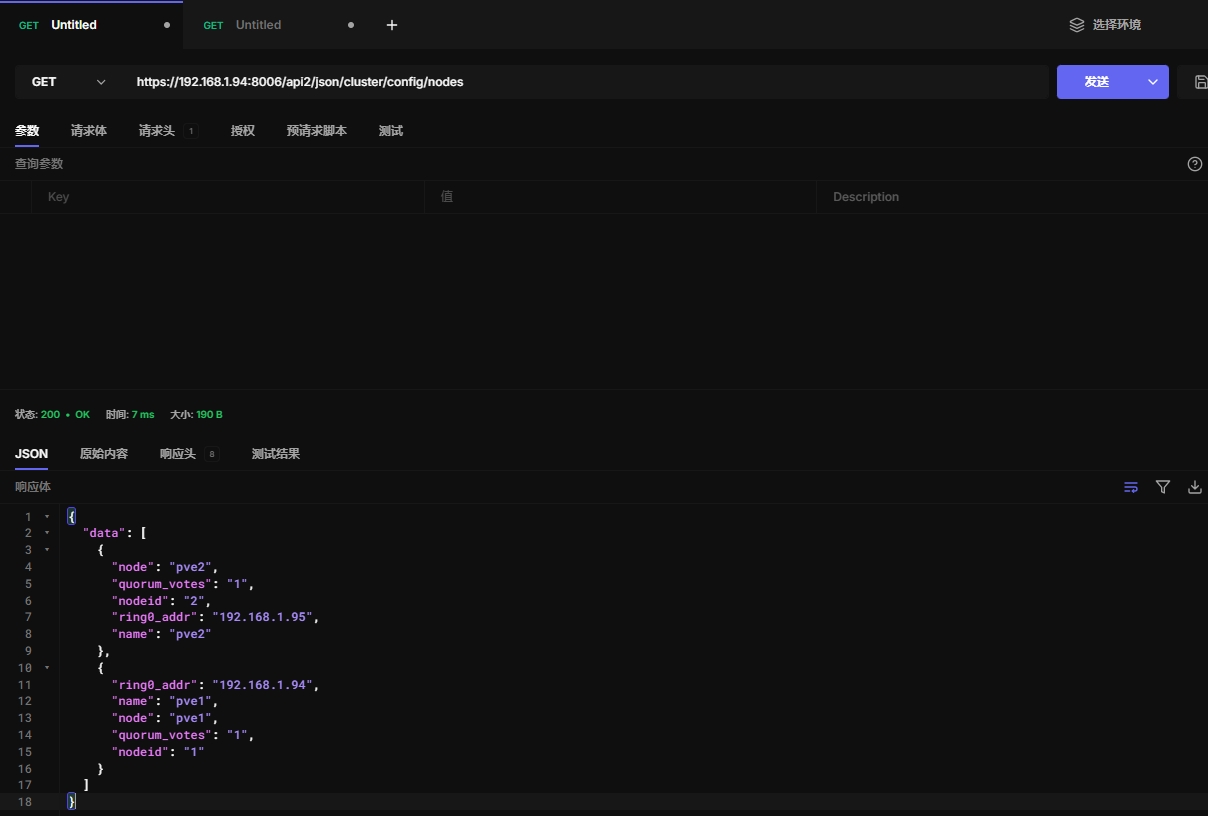 GET Untitled GET Untitled + 选择环境
GET https://192.168.1.94:8006/api2/json/cluster/config/nodes 发送
参数 请求体 请求头 1 授权 预请求脚本 测试
查询参数
Key 值 Description
状态: 200 • OK 时间: 7 ms 大小: 190 B
JSON 原始内容 响应头 8 测试结果
响应体
1 {
2 "data": [
3 {
4 "node": "pve2",
5 "quorum_votes": "1",
6 "nodeid": "2",
7 "ring0_addr": "192.168.1.95",
8 "name": "pve2"
9 },
10 {
11 "ring0_addr": "192.168.1.94",
12 "name": "pve1",
13 "node": "pve1",
14 "quorum_votes": "1",
15 "nodeid": "1"
16 }
17 ]
18 }